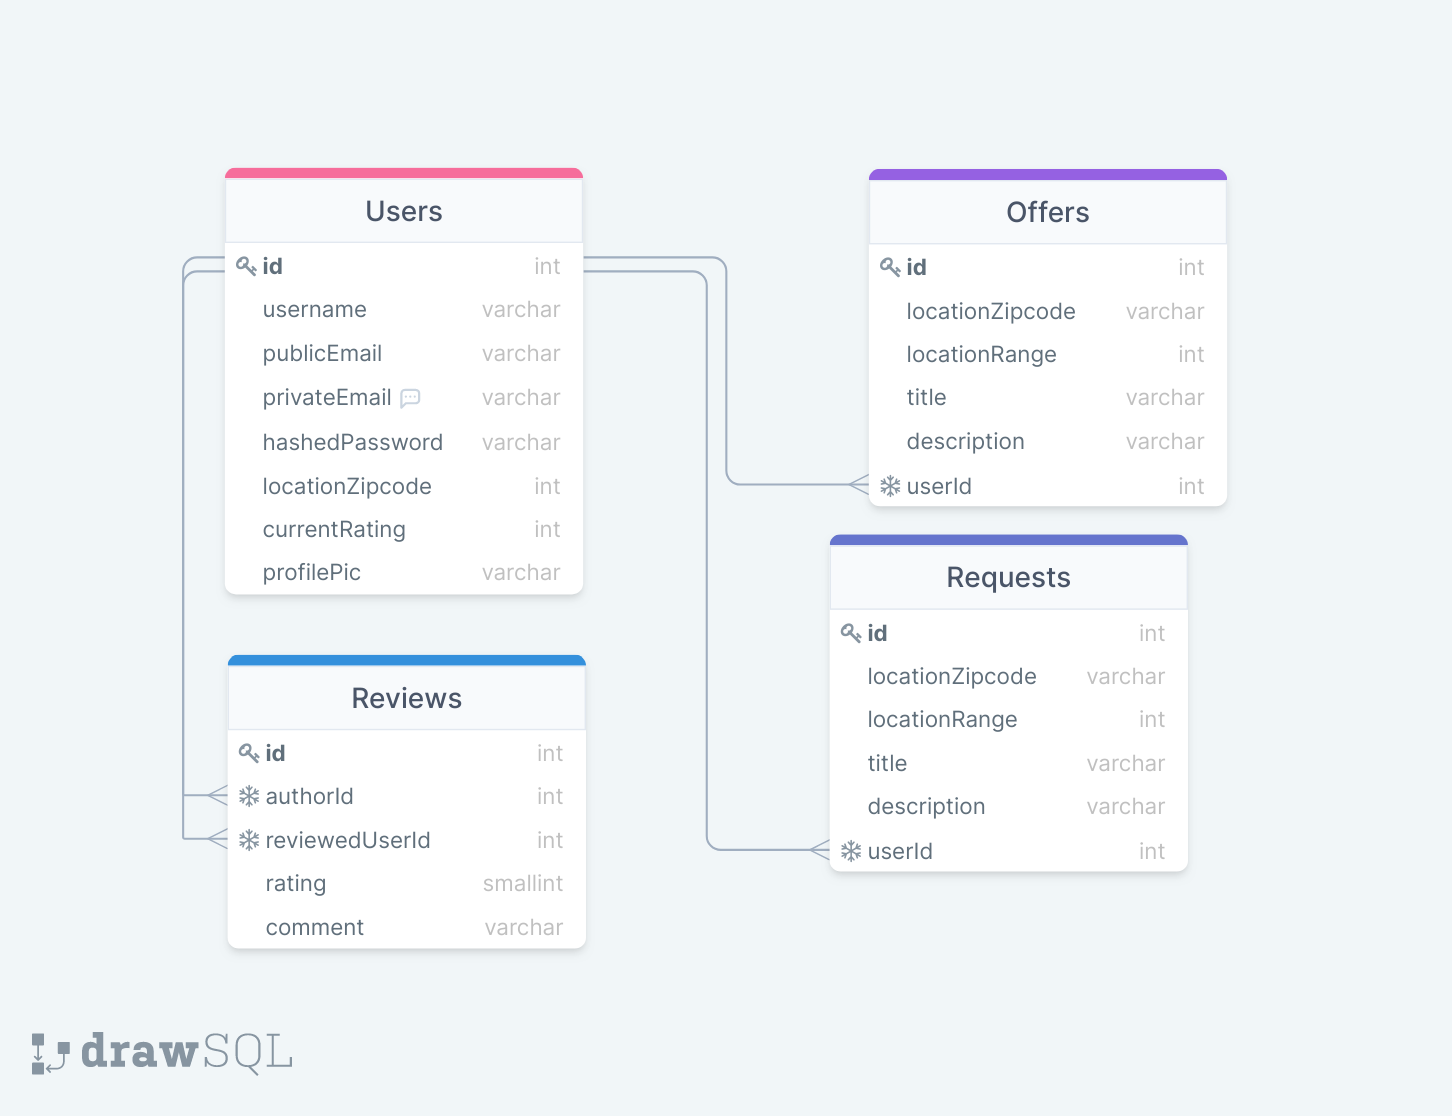 Users
id int
username varchar
publicEmail varchar
privateEmail varchar
hashedPassword varchar
locationZipcode int
currentRating int
profilePic varchar
Offers
id int
locationZipcode varchar
locationRange int
title varchar
description varchar
userId int
Reviews
id int
authorId int
reviewedUserId int
rating smallint
comment varchar
Requests
id int
locationZipcode varchar
locationRange int
title varchar
description varchar
userId int
drawSQL